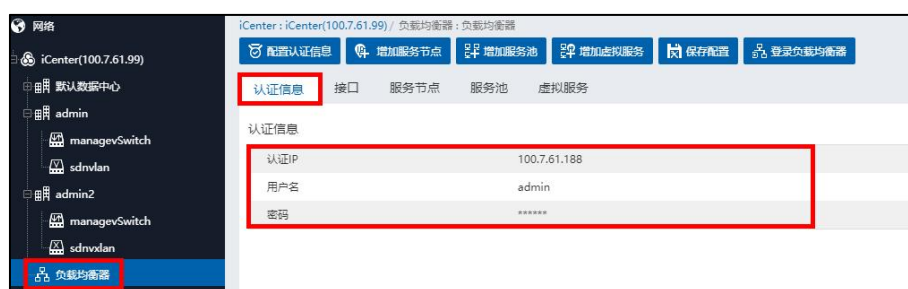 网络
iCenter : iCenter(100.7.61.99) / 负载均衡器 : 负载均衡器
配置认证信息 增加服务节点 增加服务池 增加虚拟服务 保存配置 登录负载均衡器
iCenter(100.7.61.99)
默认数据中心
admin
managevSwitch
sdnvlan
admin2
managevSwitch
sdnvxlan
负载均衡器
认证信息 接口 服务节点 服务池 虚拟服务
认证信息
认证IP 100.7.61.188
用户名 admin
密码 ******